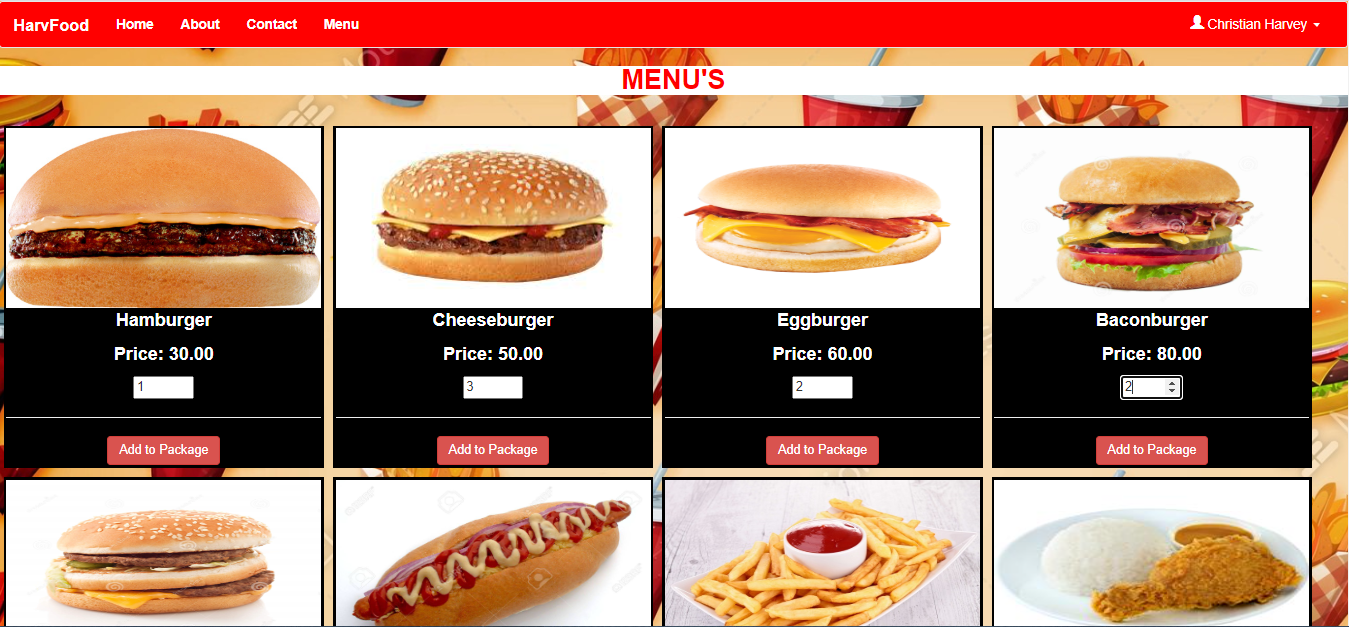 HarvFood Home About Contact Menu Christian Harvey
MENU'S
Hamburger
Price: 30.00
1
Add to Package
Cheeseburger
Price: 50.00
3
Add to Package
Eggburger
Price: 60.00
2
Add to Package
Baconburger
Price: 80.00
2
Add to Package